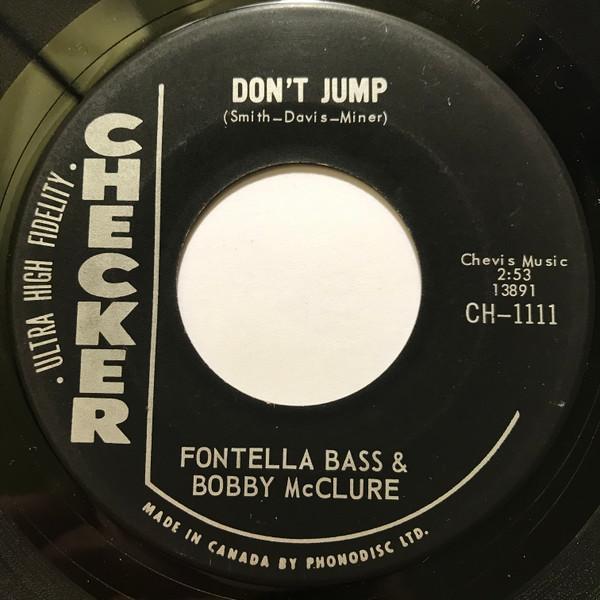 DON'T JUMP
(Smith–Davis–Miner)
CHECKER
• ULTRA HIGH FIDELITY •
Chevis Music
2:53
13891
CH–1111
FONTELLA BASS &
BOBBY McCLURE
MADE IN CANADA BY PHONODISC LTD.